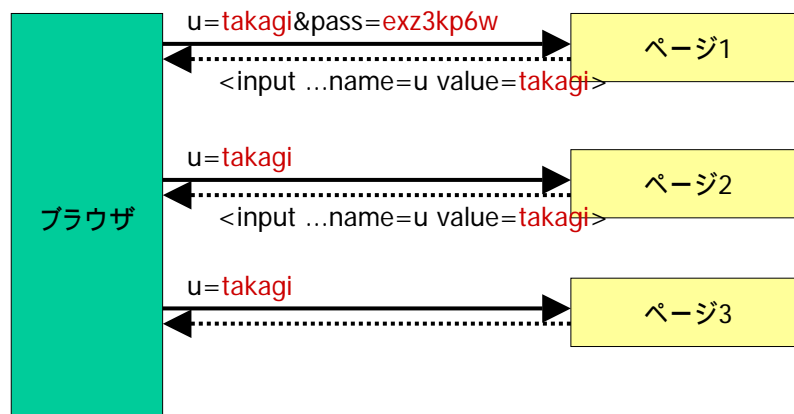 u=takagi&pass=exz3kp6w
ページ1
<input ...name=u value=takagi>
u=takagi
ページ2
ブラウザ
<input ...name=u value=takagi>
u=takagi
ページ3